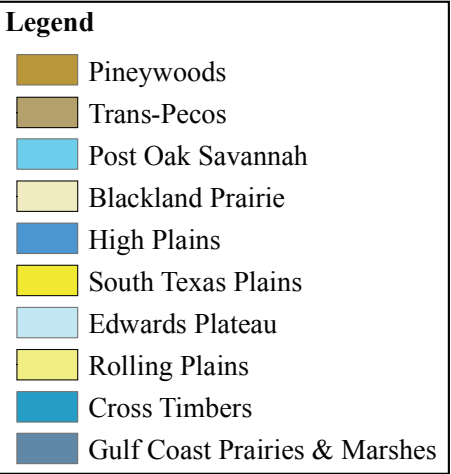 Legend
Pineywoods
Trans-Pecos
Post Oak Savannah
Blackland Prairie
High Plains
South Texas Plains
Edwards Plateau
Rolling Plains
Cross Timbers
Gulf Coast Prairies & Marshes